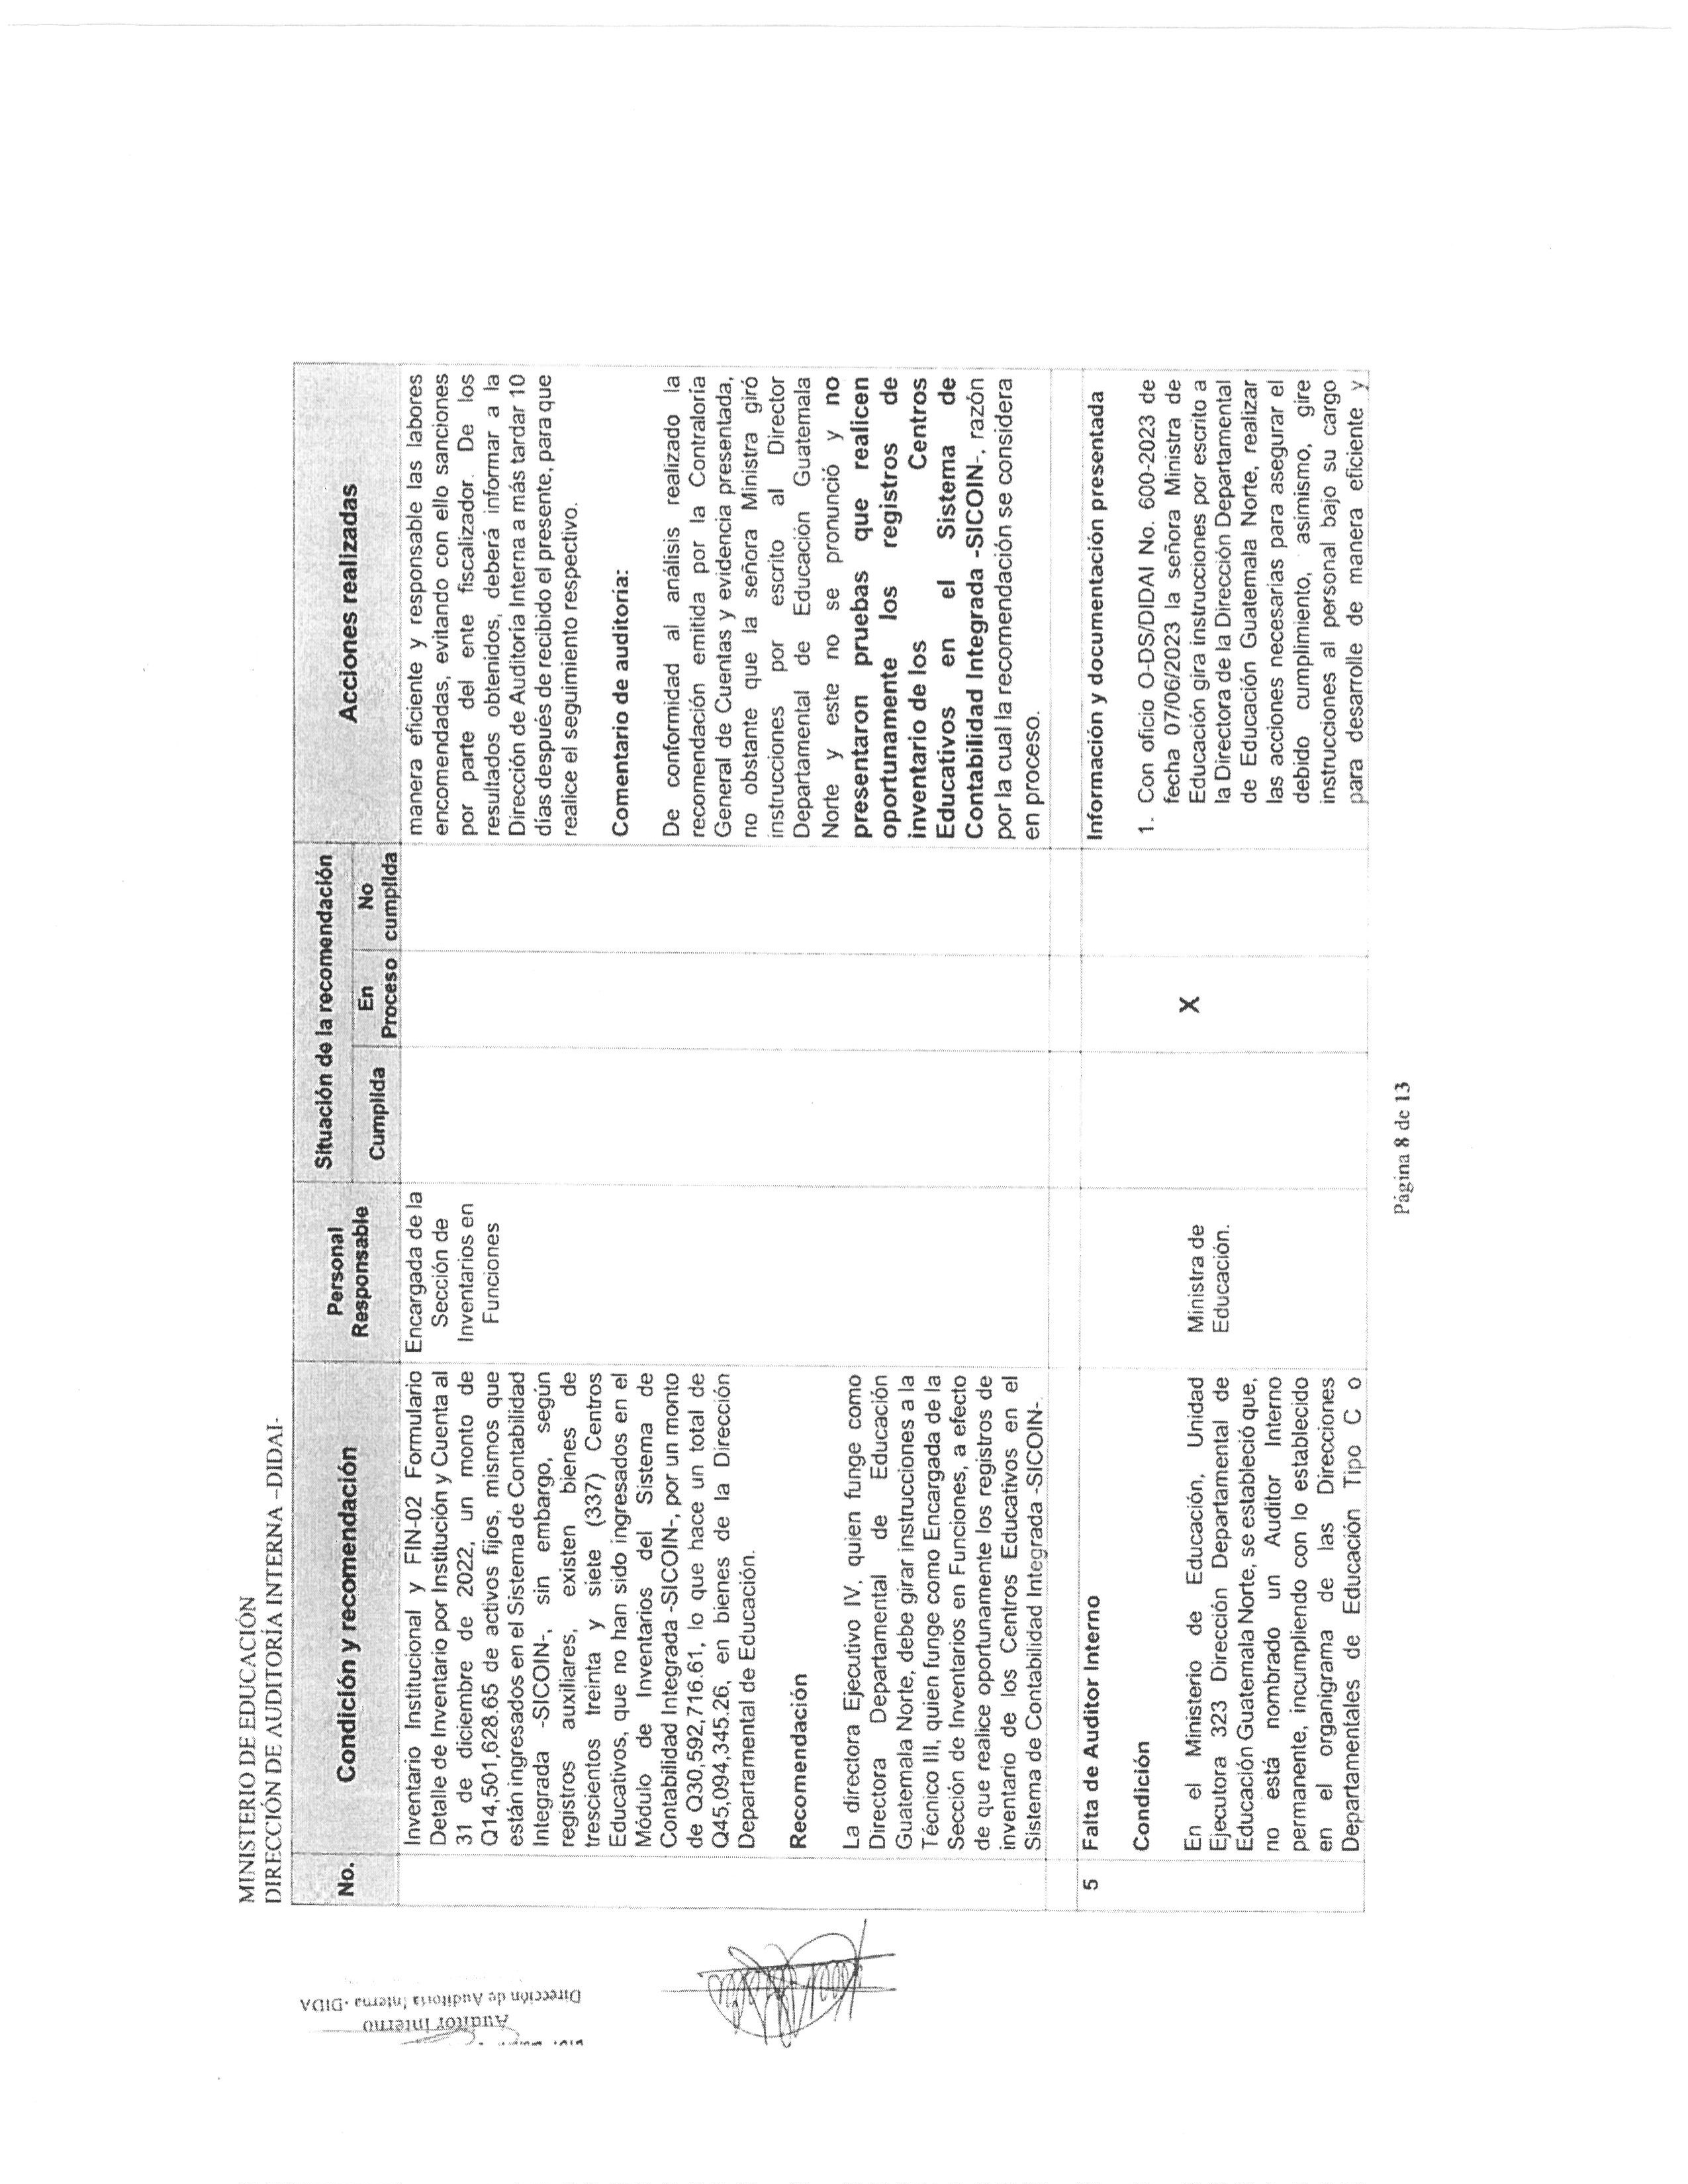 MINISTERIO DE EDUCACIÓN
DIRECCIÓN DE AUDITORÍA INTERNA –DIDAI-
No.
Condición y recomendación
Personal
Responsable
Situación de la recomendación
Cumplida
En
Proceso
No
cumplida
Acciones realizadas
Inventario Institucional y FIN-02 Formulario
Detalle de Inventario por Institución y Cuenta al
31 de diciembre de 2022, un monto de
Q14,501,628.65 de activos fijos, mismos que
están ingresados en el Sistema de Contabilidad
Integrada -SICOIN-, sin embargo, según
registros auxiliares, existen bienes de
trescientos treinta y siete (337) Centros
Educativos, que no han sido ingresados en el
Módulo de Inventarios del Sistema de
Contabilidad Integrada -SICOIN-, por un monto
de Q30,592,716.61, lo que hace un total de
Q45,094,345.26, en bienes de la Dirección
Departamental de Educación.
Recomendación
La directora Ejecutivo IV, quien funge como
Directora Departamental de Educación
Guatemala Norte, debe girar instrucciones a la
Técnico III, quien funge como Encargada de la
Sección de Inventarios en Funciones, a efecto
de que realice oportunamente los registros de
inventario de los Centros Educativos en el
Sistema de Contabilidad Integrada -SICOIN-.
Encargada de la
Sección de
Inventarios en
Funciones
manera eficiente y responsable las labores
encomendadas, evitando con ello sanciones
por parte del ente fiscalizador. De los
resultados obtenidos, deberá informar a la
Dirección de Auditoria Interna a más tardar 10
días después de recibido el presente, para que
realice el seguimiento respectivo.
Comentario de auditoría:
De conformidad al análisis realizado la
recomendación emitida por la Contraloría
General de Cuentas y evidencia presentada,
no obstante que la señora Ministra giró
instrucciones por escrito al Director
Departamental de Educación Guatemala
Norte y este no se pronunció y no
presentaron pruebas que realicen
oportunamente los registros de
inventario de los Centros
Educativos en el Sistema de
Contabilidad Integrada -SICOIN-, razón
por la cual la recomendación se considera
en proceso.
5
Falta de Auditor Interno
Condición
En el Ministerio de Educación, Unidad
Ejecutora 323 Dirección Departamental de
Educación Guatemala Norte, se estableció que,
no está nombrado un Auditor Interno
permanente, incumpliendo con lo establecido
en el organigrama de las Direcciones
Departamentales de Educación Tipo C o
Ministra de
Educación.
X
Información y documentación presentada
1. Con oficio O-DS/DIDAI No. 600-2023 de
fecha 07/06/2023 la señora Ministra de
Educación gira instrucciones por escrito a
la Directora de la Dirección Departamental
de Educación Guatemala Norte, realizar
las acciones necesarias para asegurar el
debido cumplimiento, asimismo, gire
instrucciones al personal bajo su cargo
para desarrolle de manera eficiente y
Página 8 de 13
Auditor Interno
Dirección de Auditoría Interna -DIDA